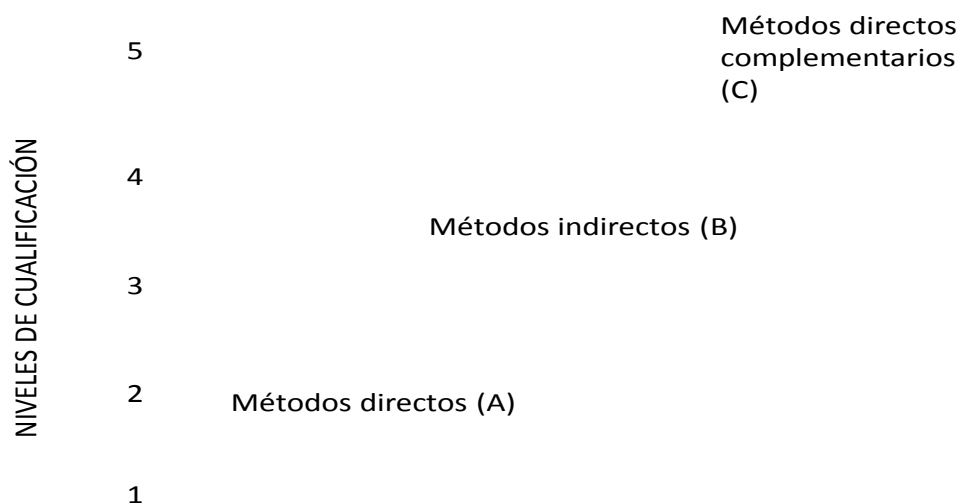 Métodos directos
complementarios
(C)
5
4
Métodos indirectos (B)
3
2
Métodos directos (A)
1
NIVELES DE CUALIFICACIÓN